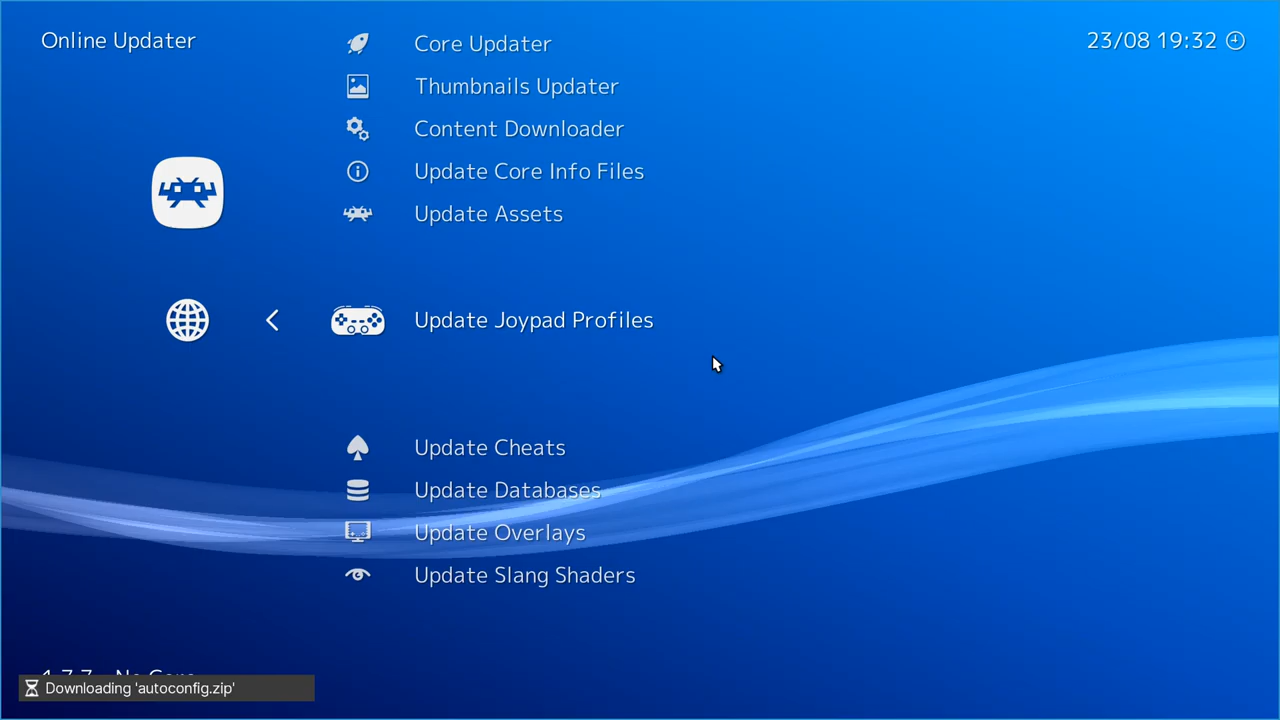 Online Updater
23/08 19:32
Core Updater
Thumbnails Updater
Content Downloader
Update Core Info Files
Update Assets
Update Joypad Profiles
Update Cheats
Update Databases
Update Overlays
Update Slang Shaders
Downloading 'autoconfig.zip'